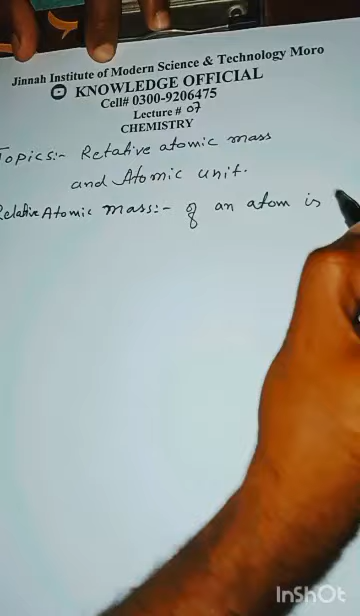 Jinnah Institute of Modern Science & Technology Moro
KNOWLEDGE OFFICIAL
Cell# 0300-9206475
Lecture # 07
CHEMISTRY
Topics:- Relative atomic mass
and Atomic unit.
Relative Atomic mass:- of an atom is
InShOt